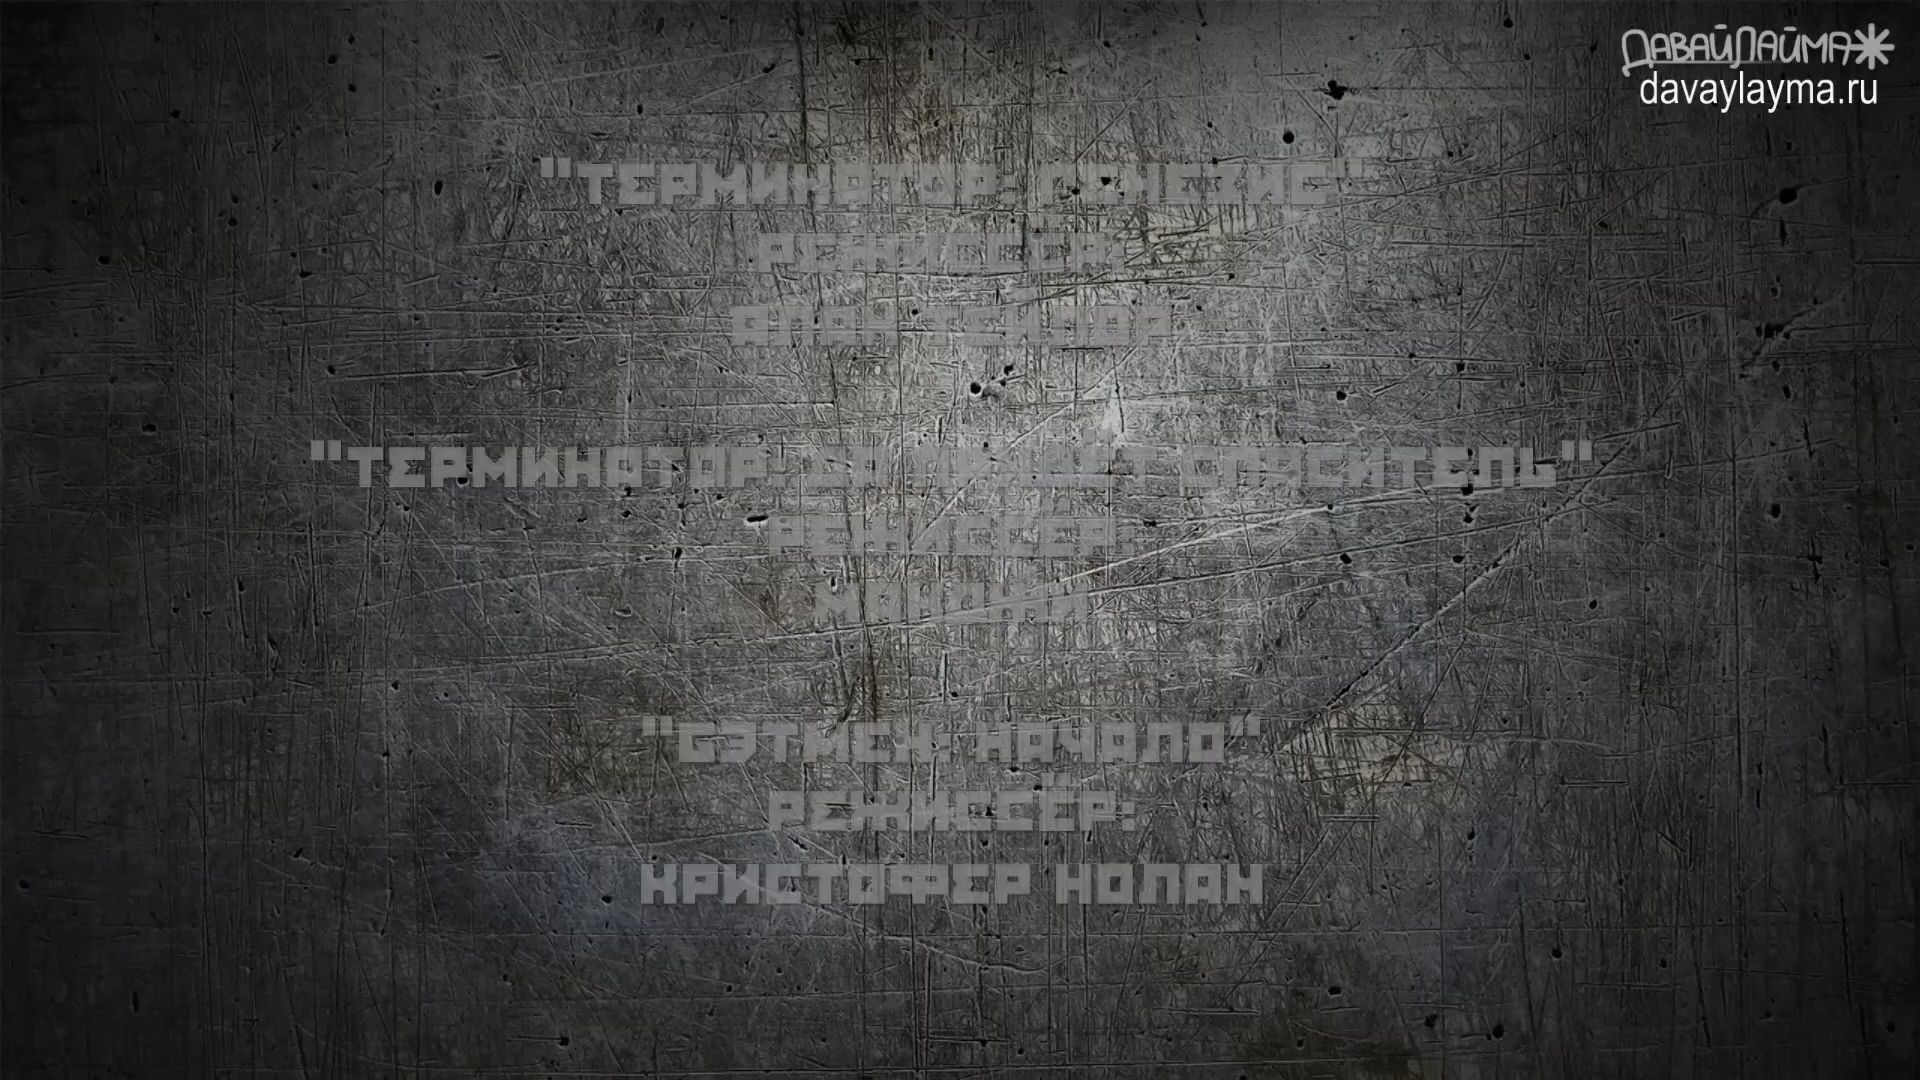 ДАВАЙЛАЙМА
davaylayma.ru
"ТЕРМИНАТОР: ГЕНЕЗИС"
РЕЖИССЁР:
АЛАН ТЕЙЛОР
"ТЕРМИНАТОР: ДА ПРИДЁТ СПАСИТЕЛЬ"
РЕЖИССЁР:
МАКДЖИ
"БЭТМЕН: НАЧАЛО"
РЕЖИССЁР:
КРИСТОФЕР НОЛАН